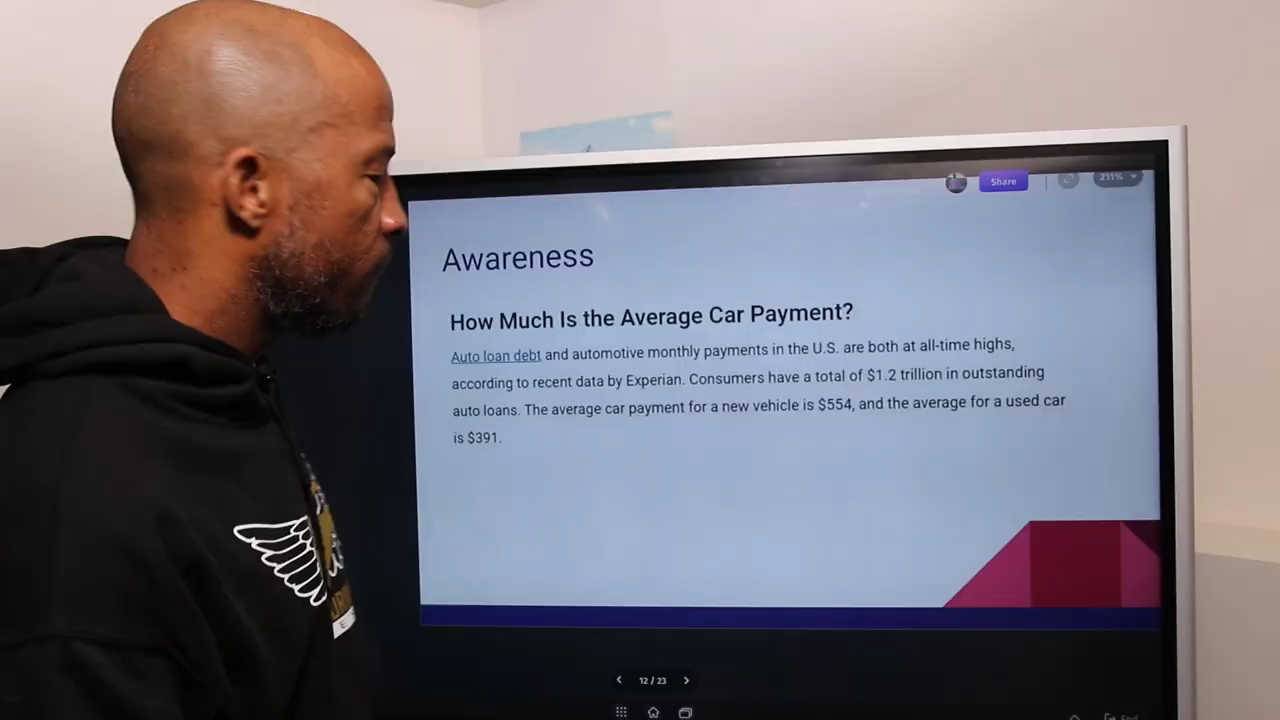 Share
211%
Awareness
How Much Is the Average Car Payment?
Auto loan debt and automotive monthly payments in the U.S. are both at all-time highs,
according to recent data by Experian. Consumers have a total of $1.2 trillion in outstanding
auto loans. The average car payment for a new vehicle is $554, and the average for a used car
is $391.
12 / 23
End